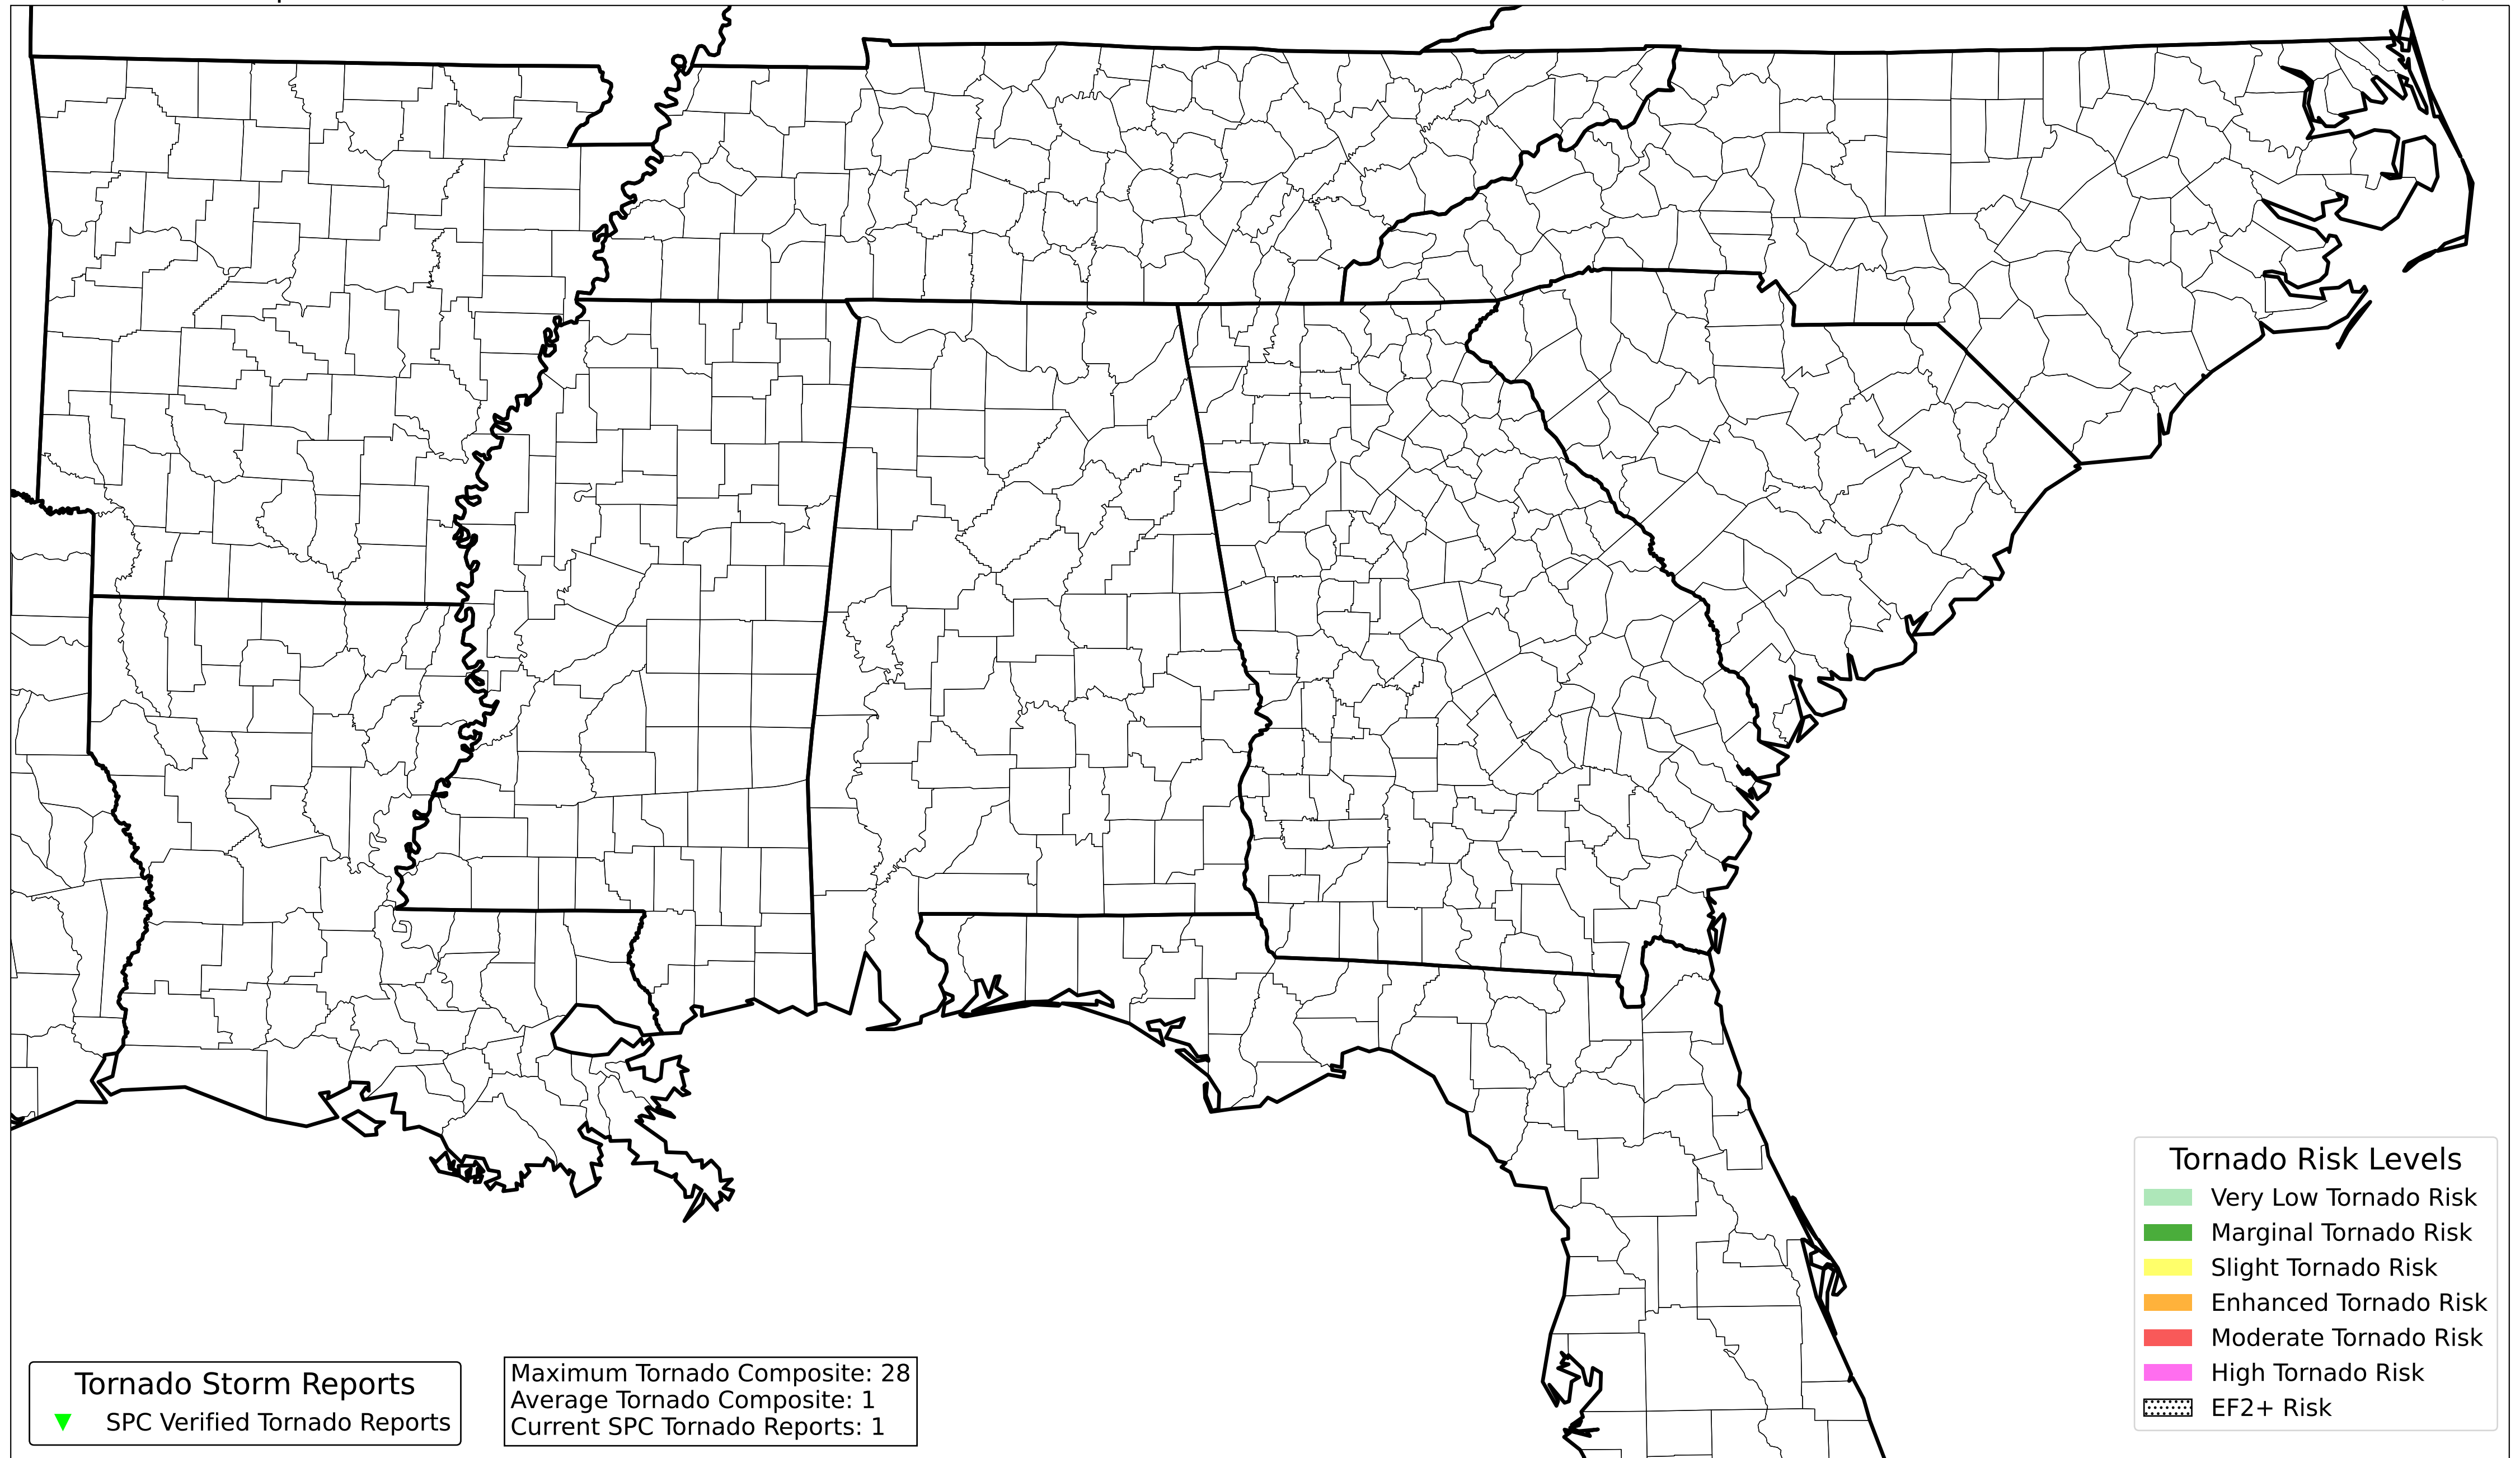 Tornado Risk Levels
Very Low Tornado Risk
Marginal Tornado Risk
Slight Tornado Risk
Enhanced Tornado Risk
Moderate Tornado Risk
High Tornado Risk
EF2+ Risk
Tornado Storm Reports
SPC Verified Tornado Reports
Maximum Tornado Composite: 28
Average Tornado Composite: 1
Current SPC Tornado Reports: 1